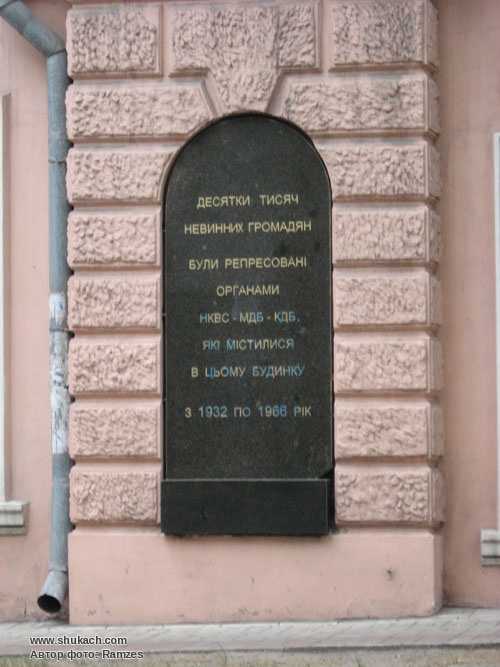 ДЕСЯТКИ ТИСЯЧ
НЕВИННИХ ГРОМАДЯН
БУЛИ РЕПРЕСОВАНІ
ОРГАНАМИ
НКВС - МДБ - КДБ,
ЯКІ МІСТИЛИСЯ
В ЦЬОМУ БУДИНКУ
З 1932 ПО 1966 РІК
www.shukach.com
Автор фото: Ramzes